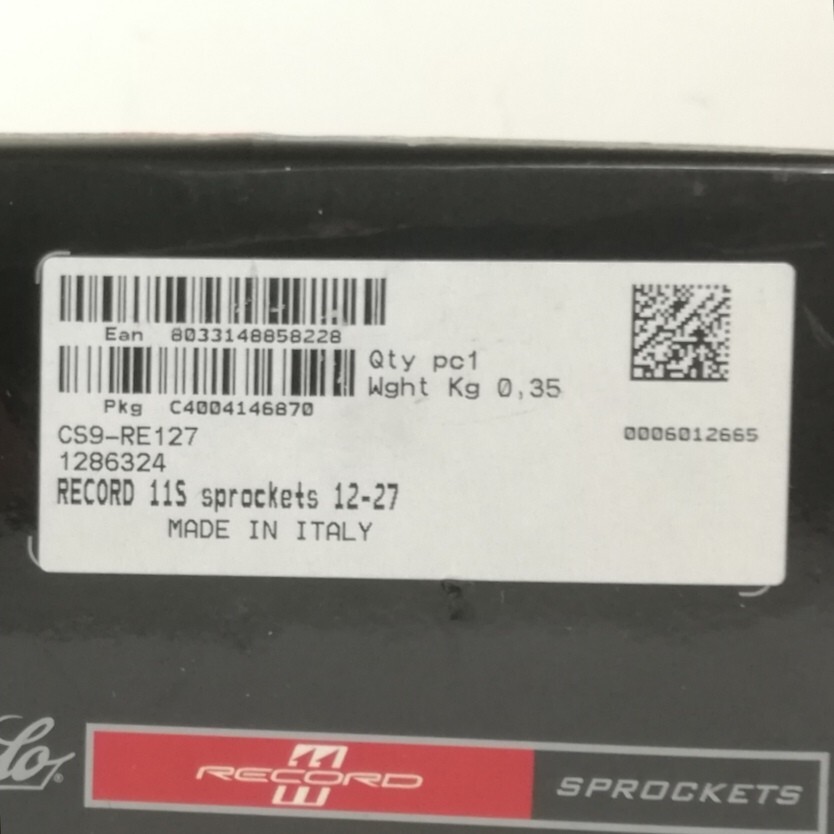 Ean 8033148858228
Qty pc1
Wght Kg 0,35
Pkg C4004146870
CS9-RE127
0006012665
1286324
RECORD 11S sprockets 12-27
MADE IN ITALY
lo®
RECORD
SPROCKETS